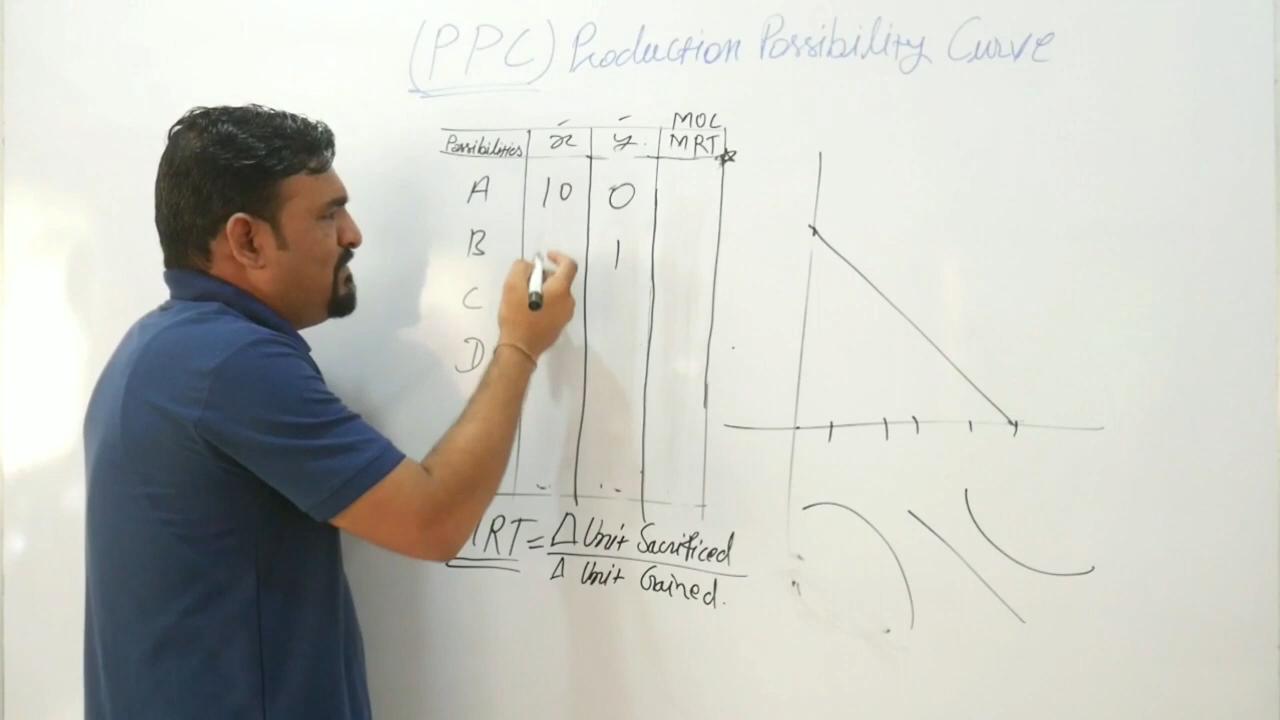 (PPC) Production Possibility Curve
MOC
Possibilities x y MRT
A 10 0
B 1
C
D
MRT = Δ Unit Sacrificed
Δ Unit Gained.